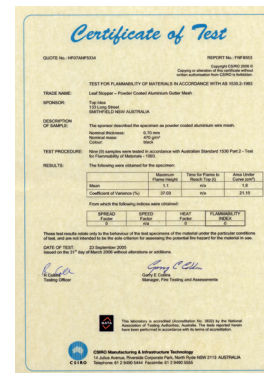 Certificate of Test
QUOTE No.: REPORT No.: FNF8953
Copyright CSIRO 2006 ©
Copying or alteration of this certificate without
written authorisation from CSIRO is forbidden
TEST FOR FLAMMABILITY OF MATERIALS IN ACCORDANCE WITH AS 1530.2-1993
TRADE NAME: Leaf Stopper – Powder Coated Aluminium Gutter Mesh
SPONSOR: Top Idea
133 Long Street
SMITHFIELD NSW AUSTRALIA
DESCRIPTION
OF SAMPLE: The sponsor described the specimen as powder coated aluminium wire mesh.
Nominal thickness: 0.70 mm
Nominal mass: 470 g/m²
Colour: black
TEST PROCEDURE: Nine (9) samples were tested in accordance with Australian Standard 1530 Part 2 - Test
for Flammability of Materials - 1993.
RESULTS: The following were obtained for the specimen:
Maximum Flame Height Time for Flame to Reach Top (t) Area Under Curve (cm²)
Mean 1.1 n/a 1.8
Coefficient of Variance (%) 37.03 n/a 21.15
From which the following indices were obtained:
SPREAD Factor SPEED Factor HEAT Factor FLAMMABILITY INDEX
0 n/a 0
These test results relate only to the behaviour of the test specimens of the material under the particular conditions
of test, and are not intended to be the sole criterion for assessing the potential fire hazard for the material in use.
DATE OF TEST: 23 September 2005
Issued on the 31st day of March 2006 without alterations or additions.
Testing Officer
Garry E Collins
Manager, Fire Testing and Assessments
NATA
This laboratory is accredited by the National
Association of Testing Authorities, Australia. The tests reported herein
have been performed in accordance with its terms of accreditation.
CSIRO
CSIRO Manufacturing & Infrastructure Technology
14 Julius Avenue, Riverside Corporate Park, North Ryde NSW 2113 AUSTRALIA
Telephone: 61 2 9490 5444 Facsimile: 61 2 9490 5555